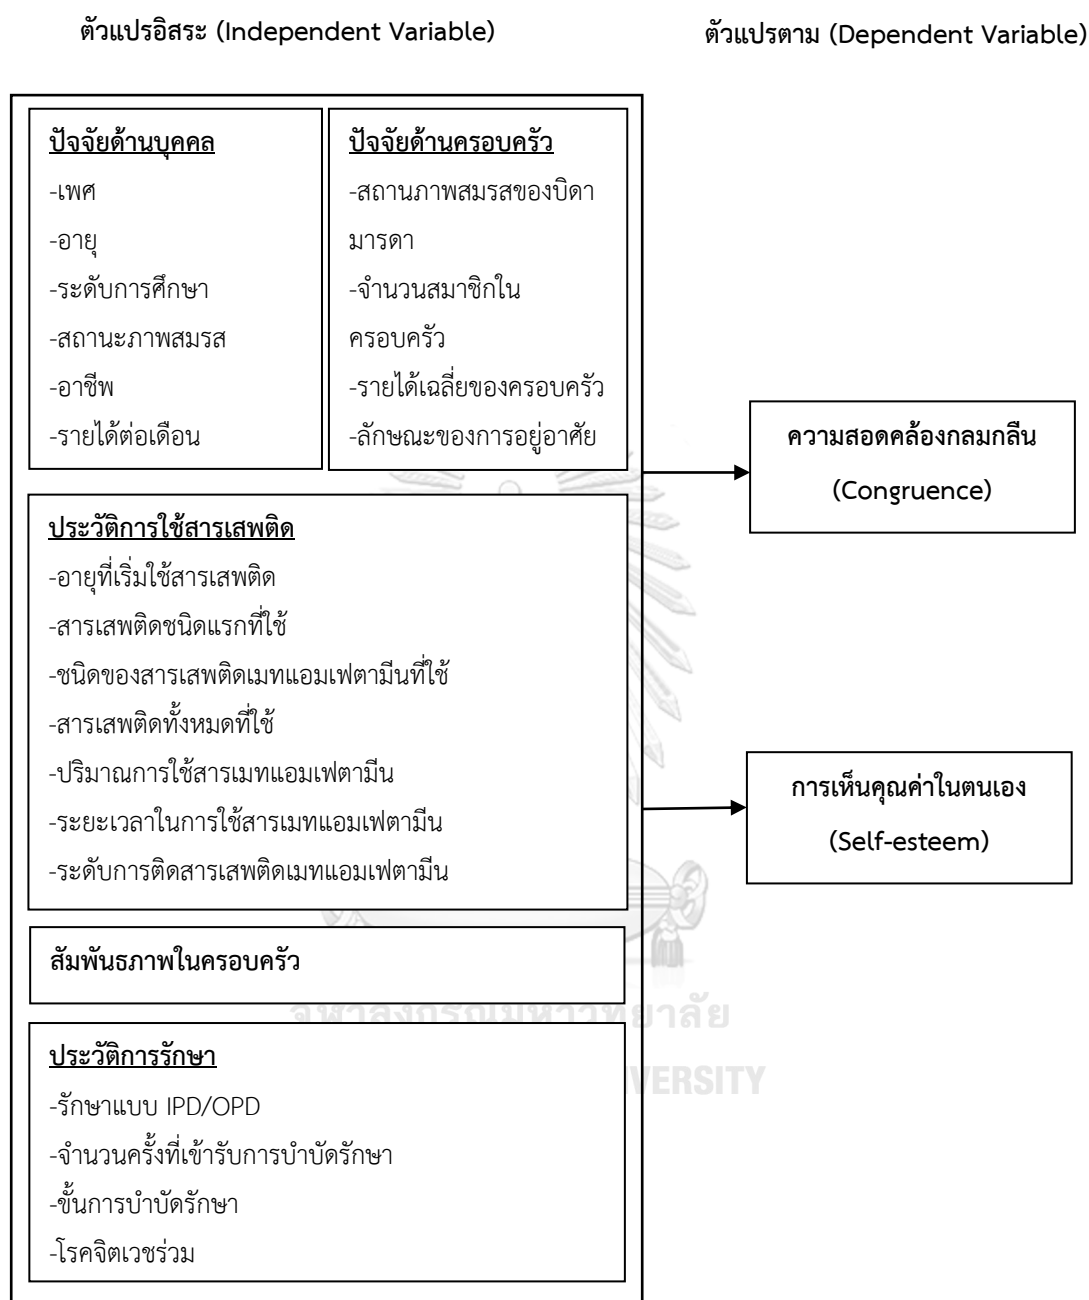 ตัวแปรอิสระ (Independent Variable)
ตัวแปรตาม (Dependent Variable)
ปัจจัยด้านบุคคล
-เพศ
-อายุ
-ระดับการศึกษา
-สถานะภาพสมรส
-อาชีพ
-รายได้ต่อเดือน
ปัจจัยด้านครอบครัว
-สถานภาพสมรสของบิดา
มารดา
-จำนวนสมาชิกใน
ครอบครัว
-รายได้เฉลี่ยของครอบครัว
-ลักษณะของการอยู่อาศัย
ประวัติการใช้สารเสพติด
-อายุที่เริ่มใช้สารเสพติด
-สารเสพติดชนิดแรกที่ใช้
-ชนิดของสารเสพติดเมทแอมเฟตามีนที่ใช้
-สารเสพติดทั้งหมดที่ใช้
-ปริมาณการใช้สารเมทแอมเฟตามีน
-ระยะเวลาในการใช้สารเมทแอมเฟตามีน
-ระดับการติดสารเสพติดเมทแอมเฟตามีน
สัมพันธภาพในครอบครัว
ประวัติการรักษา
-รักษาแบบ IPD/OPD
-จำนวนครั้งที่เข้ารับการบำบัดรักษา
-ขั้นการบำบัดรักษา
-โรคจิตเวชร่วม
ความสอดคล้องกลมกลืน
(Congruence)
การเห็นคุณค่าในตนเอง
(Self-esteem)
จุฬาลงกรณ์มหาวิทยาลัย
VERSITY